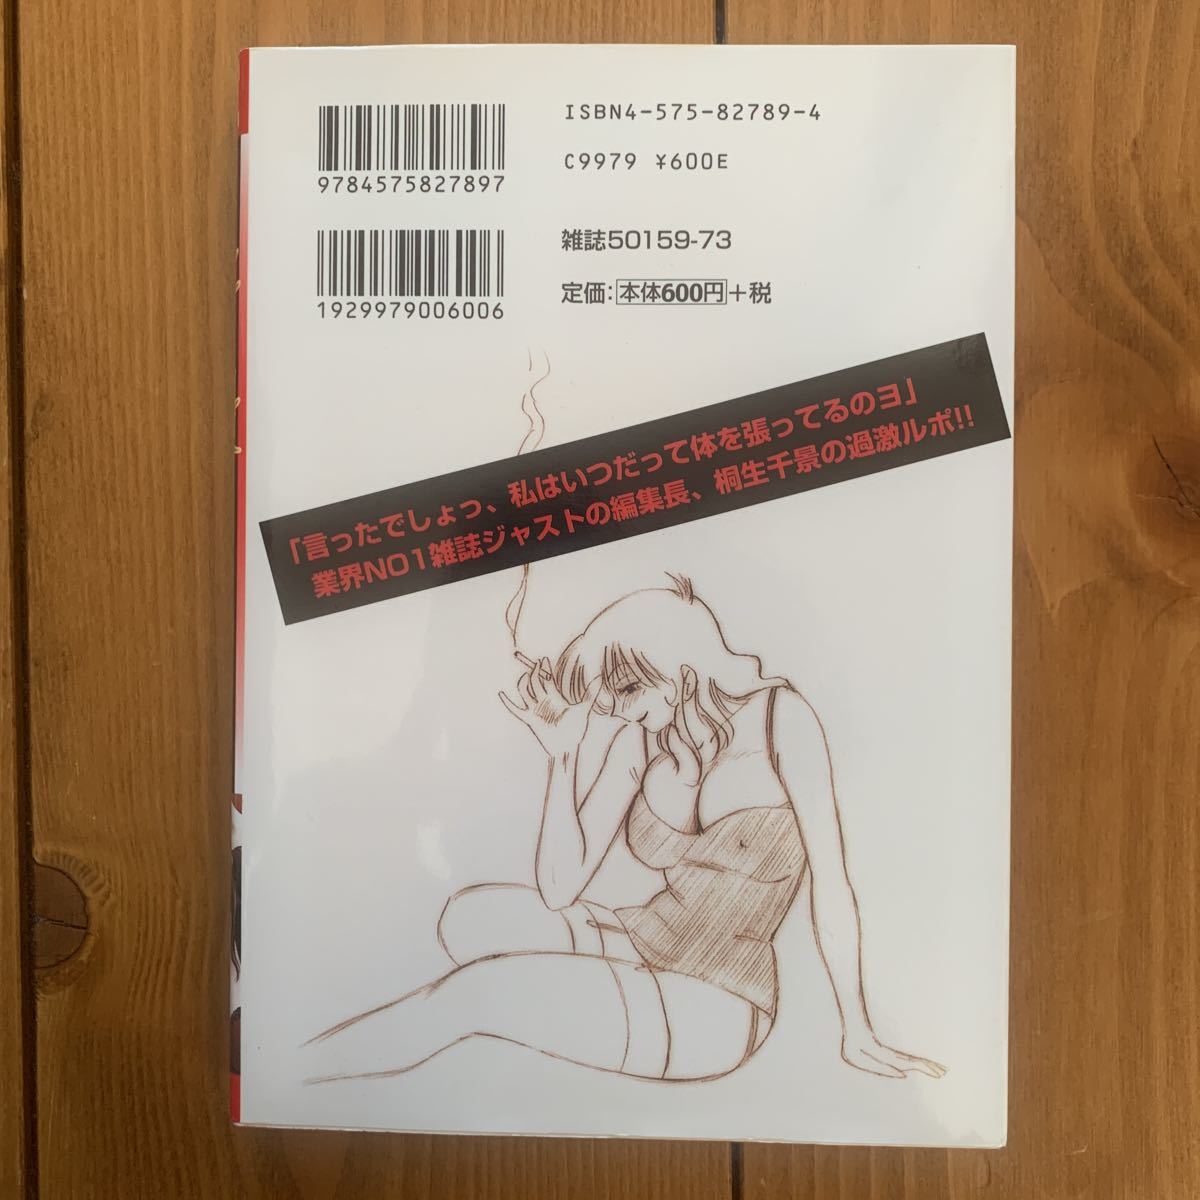 ISBN4-575-82789-4
9784575827897
C9979 ¥600E
雑誌50159-73
1929979006006
定価：本体600円＋税
「言ったでしょっ、私はいつだって体を張ってるのヨ」
業界NO1雑誌ジャストの編集長、桐生千景の過激ルポ!!